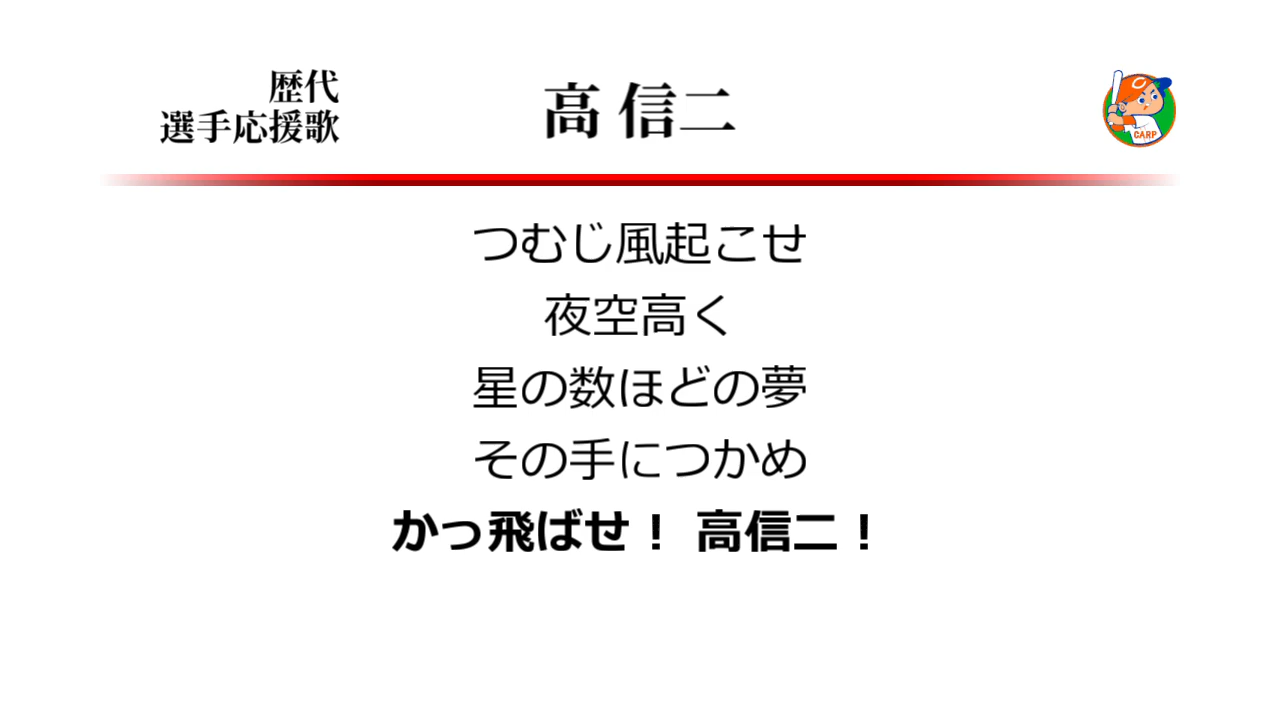 歴代
選手応援歌
高 信二
CARP
つむじ風起こせ
夜空高く
星の数ほどの夢
その手につかめ
かっ飛ばせ！ 高信二！